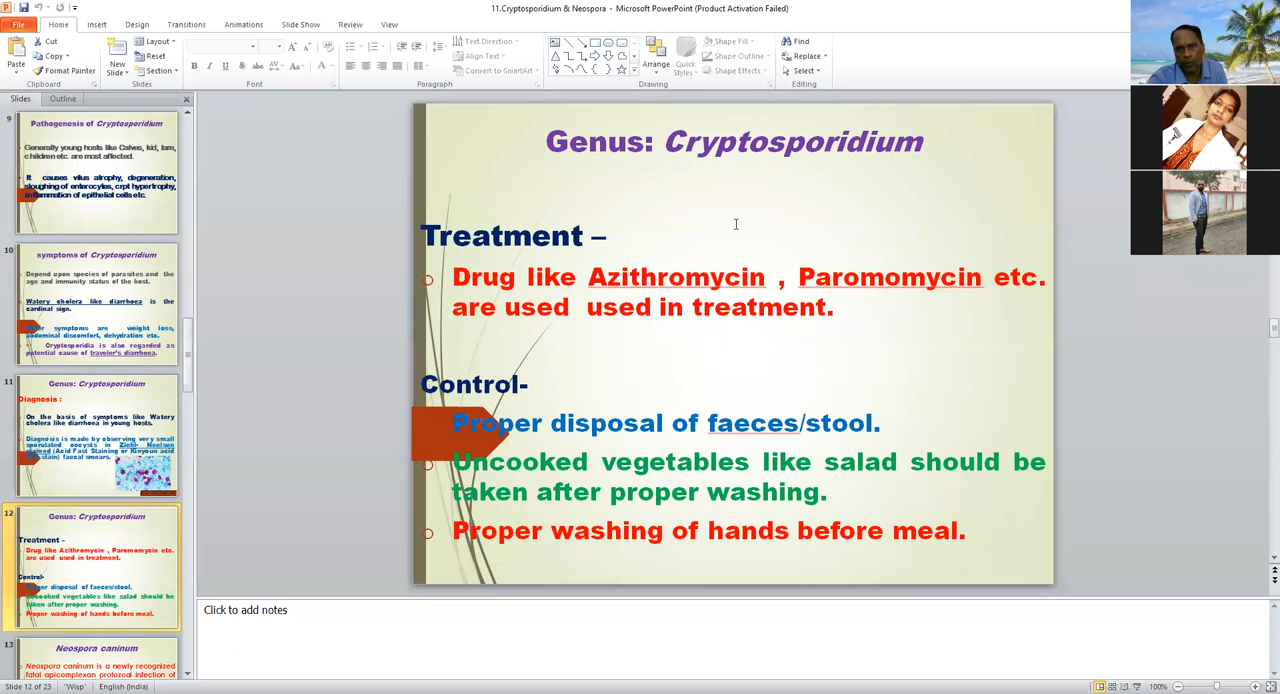 11.Cryptosporidium & Neospora - Microsoft PowerPoint (Product Activation Failed)
File Home Insert Design Transitions Animations Slide Show Review View
Cut
Copy
Format Painter
Paste
Clipboard
New
Slide
Layout
Reset
Section
Slides
Font
Text Direction
Align Text
Convert to SmartArt
Paragraph
Arrange
Quick
Styles
Shape Fill
Shape Outline
Shape Effects
Drawing
Find
Replace
Select
Editing
Slides Outline
9
Pathogenesis of Cryptosporidium
Generally young hosts like Calves, kid, lam,
children etc. are most affected.
It causes vilus atrophy, degeneration,
sloughing of enterocytes, crpt hypertrophy,
inflammation of epithelial cells etc.
10
symptoms of Cryptosporidium
Depend upon species of parasites and the
age and immunity status of the host.
Watery cholera like diarrhoea is the
cardinal sign.
Other symptoms are weight loss,
abdominal discomfort, dehydration etc.
Cryptosporidia is also regarded as
potential cause of traveler's diarrhoea.
11
Genus: Cryptosporidium
Diagnosis :
On the basis of symptoms like Watery
cholera like diarrhoea in young hosts.
Diagnosis is made by observing very small
sporulated oocysts in Ziehl- Neelsen
stained (Acid Fast Staining or Kinyoun acid
fast stain) faecal smears.
12
Genus: Cryptosporidium
Treatment –
Drug like Azithromycin , Paromomycin etc.
are used used in treatment.
Control-
Proper disposal of faeces/stool.
Uncooked vegetables like salad should be
taken after proper washing.
Proper washing of hands before meal.
13
Neospora caninum
Neospora caninum is a newly recognized
fatal apicomplexan protozoal infection of
Genus: Cryptosporidium
Treatment –
Drug like Azithromycin , Paromomycin etc.
are used used in treatment.
Control-
Proper disposal of faeces/stool.
Uncooked vegetables like salad should be
taken after proper washing.
Proper washing of hands before meal.
Click to add notes
Slide 12 of 23 "Wisp" English (India) 100%